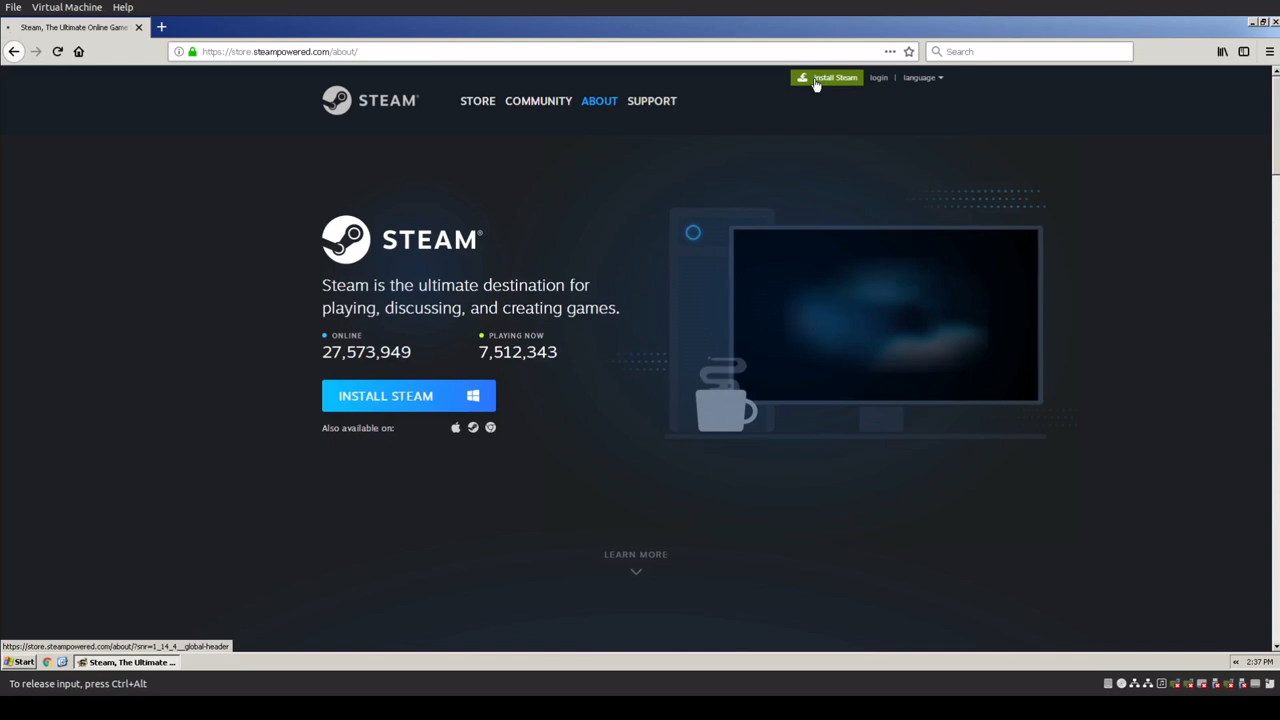 File Virtual Machine Help
Steam, The Ultimate Online Game
https://store.steampowered.com/about/
Search
Install Steam login | language
STEAM STORE COMMUNITY ABOUT SUPPORT
STEAM®
Steam is the ultimate destination for
playing, discussing, and creating games.
ONLINE PLAYING NOW
27,573,949 7,512,343
INSTALL STEAM
Also available on:
LEARN MORE
https://store.steampowered.com/about/?snr=1_14_4__global-header
Start Steam, The Ultimate ... « 2:37 PM
To release input, press Ctrl+Alt